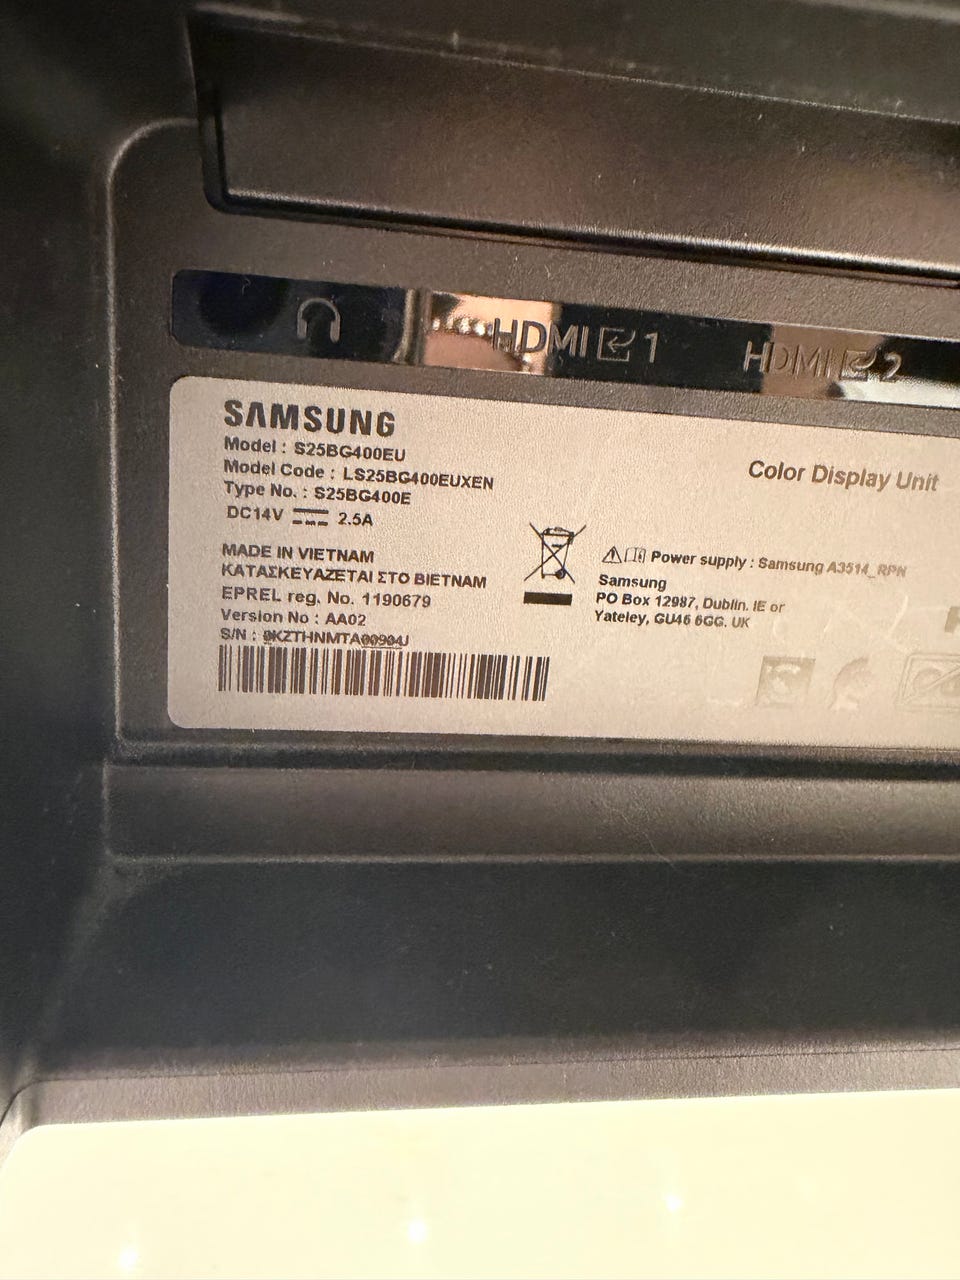 HDMI 1
HDMI 2
SAMSUNG
Model : S25BG400EU
Model Code : LS25BG400EUXEN
Type No. : S25BG400E
DC14V 2.5A
Color Display Unit
MADE IN VIETNAM
ΚΑΤΑΣΚΕΥΑΖΕΤΑΙ ΣΤΟ ΒΙΕΤΝΑΜ
EPREL reg. No. 1190679
Version No : AA02
S/N : 0KZTHNMTA00904J
Power supply : Samsung A3514_RPN
Samsung
PO Box 12987, Dublin. IE or
Yateley, GU46 6GG. UK